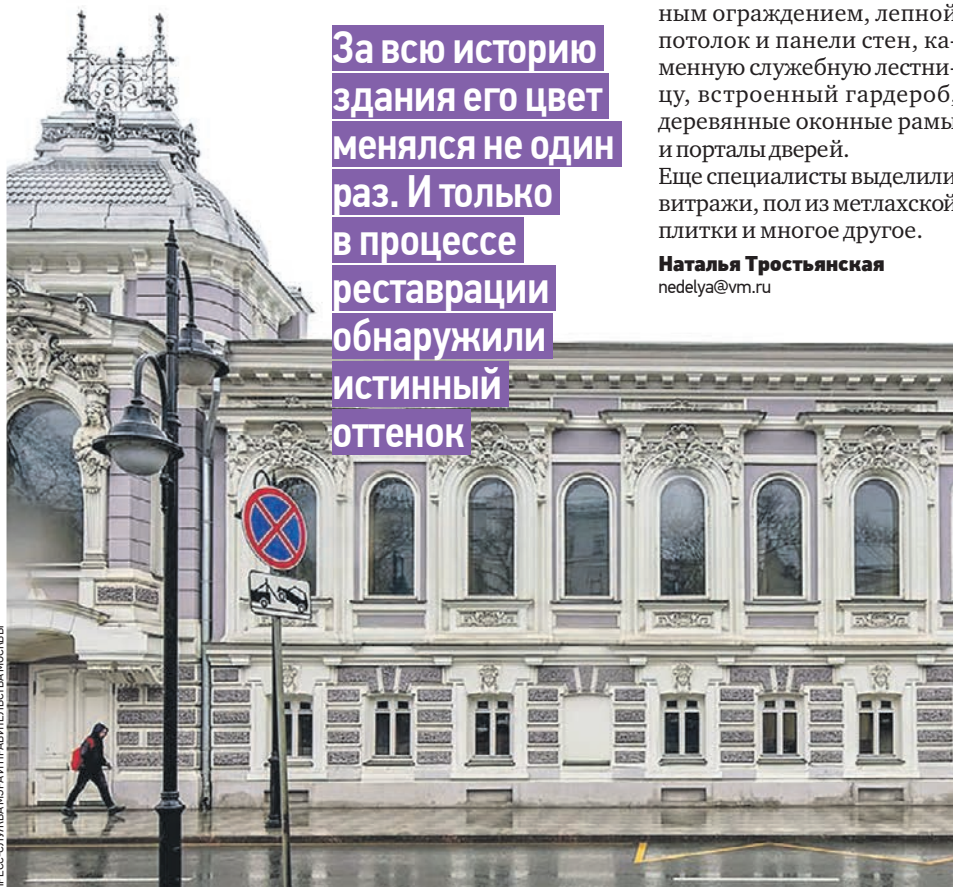 За всю историю
здания его цвет
менялся не один
раз. И только
в процессе
реставрации
обнаружили
истинный
оттенок
ным ограждением, лепной
потолок и панели стен, ка-
менную служебную лестни-
цу, встроенный гардероб,
деревянные оконные рамы
и порталы дверей.
Еще специалисты выделили
витражи, пол из метлахской
плитки и многое другое.
Наталья Тростьянская
nedelya@vm.ru